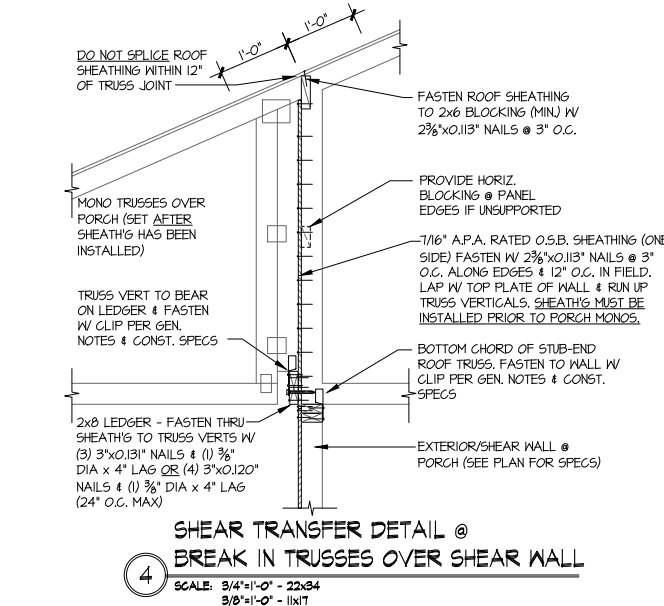 1'-0"
1'-0"
DO NOT SPLICE ROOF
SHEATHING WITHIN 12"
OF TRUSS JOINT
FASTEN ROOF SHEATHING
TO 2x6 BLOCKING (MIN.) W/
2⅜"x0.113" NAILS @ 3" O.C.
PROVIDE HORIZ.
BLOCKING @ PANEL
EDGES IF UNSUPPORTED
MONO TRUSSES OVER
PORCH (SET AFTER
SHEATH'G HAS BEEN
INSTALLED)
7/16" A.P.A. RATED O.S.B. SHEATHING (ONE
SIDE) FASTEN W/ 2⅜"x0.113" NAILS @ 3"
O.C. ALONG EDGES & 12" O.C. IN FIELD.
LAP W/ TOP PLATE OF WALL & RUN UP
TRUSS VERTICALS. SHEATH'G MUST BE
INSTALLED PRIOR TO PORCH MONOS.
TRUSS VERT TO BEAR
ON LEDGER & FASTEN
W/ CLIP PER GEN.
NOTES & CONST. SPECS
BOTTOM CHORD OF STUB-END
ROOF TRUSS. FASTEN TO WALL W/
CLIP PER GEN. NOTES & CONST.
SPECS
2x8 LEDGER - FASTEN THRU
SHEATH'G TO TRUSS VERTS W/
(3) 3"x0.131" NAILS & (1) ⅜"
DIA x 4" LAG OR (4) 3"x0.120"
NAILS & (1) ⅜" DIA x 4" LAG
(24" O.C. MAX)
EXTERIOR/SHEAR WALL @
PORCH (SEE PLAN FOR SPECS)
SHEAR TRANSFER DETAIL @
BREAK IN TRUSSES OVER SHEAR WALL
4
SCALE: 3/4"=1'-0" - 22x34
3/8"=1'-0" - 11x17